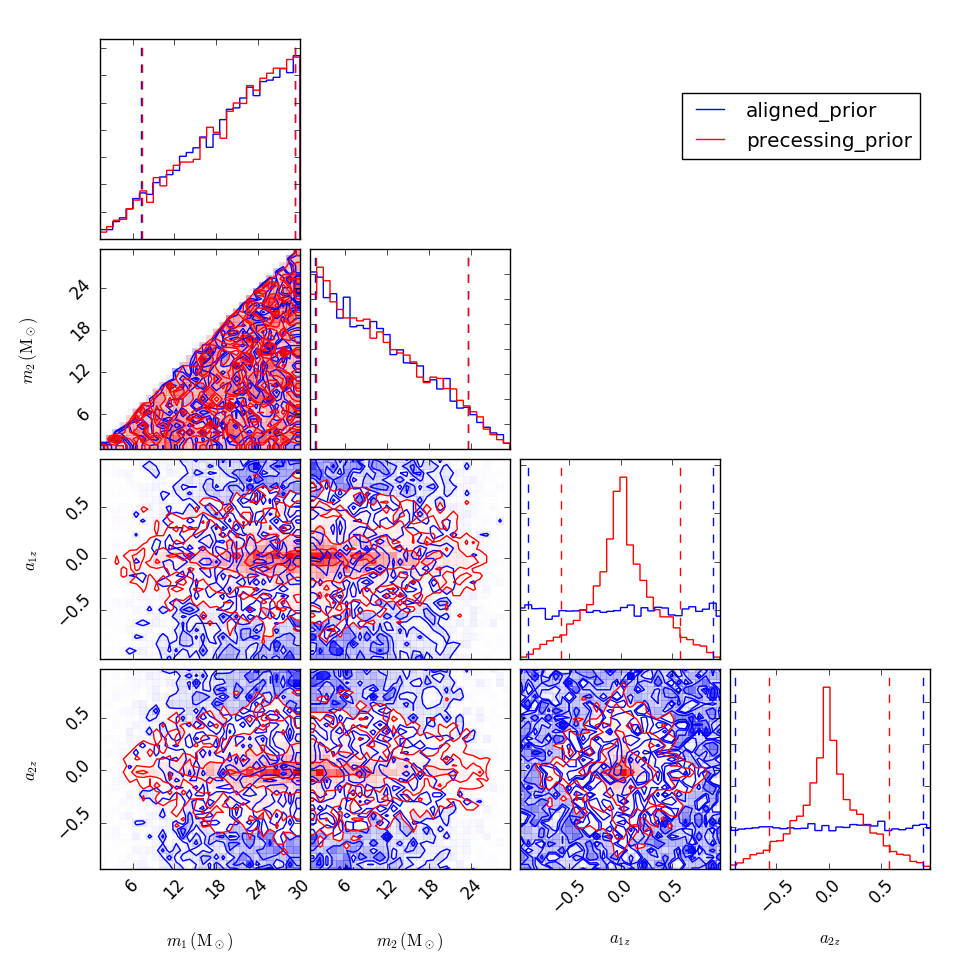 aligned_prior
precessing_prior
m₂ (M⊙)
24
18
12
6
a₁z
0.5
0.0
−0.5
a₂z
0.5
0.0
−0.5
6 12 18 24 30
6 12 18 24
−0.5 0.0 0.5
−0.5 0.0 0.5
m₁ (M⊙)
m₂ (M⊙)
a₁z
a₂z